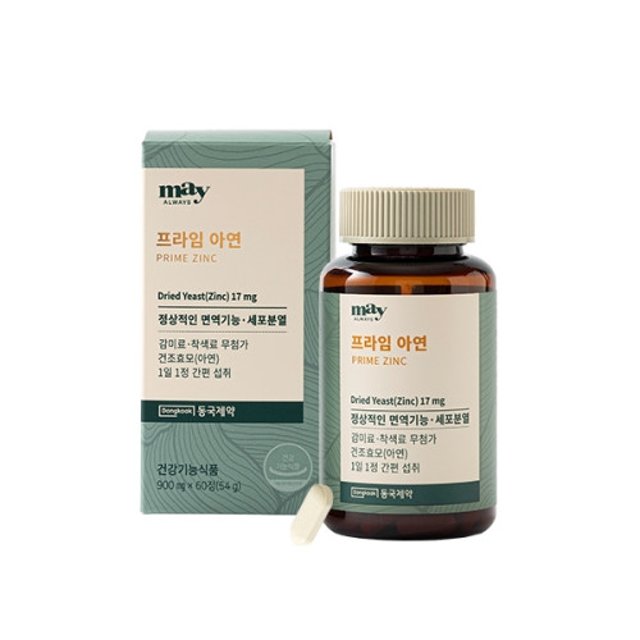 may
ALWAYS
프라임 아연
PRIME ZINC
Dried Yeast(Zinc) 17 mg
정상적인 면역기능·세포분열
감미료·착색료 무첨가
건조효모(아연)
1일 1정 간편 섭취
Dongkook 동국제약
건강기능식품
900 mg × 60정(54 g)
건강
기능식품
may
ALWAYS
프라임 아연
PRIME ZINC
Dried Yeast(Zinc) 17 mg
정상적인 면역기능·세포분열
감미료·착색료 무첨가
건조효모(아연)
1일 1정 간편 섭취
Dongkook 동국제약